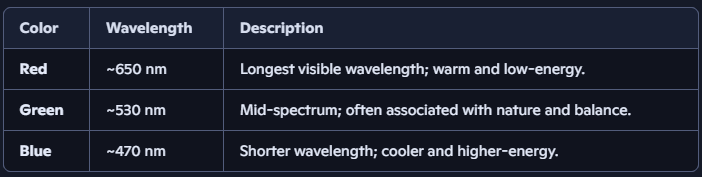 Color Wavelength Description
Red ~650 nm Longest visible wavelength; warm and low-energy.
Green ~530 nm Mid-spectrum; often associated with nature and balance.
Blue ~470 nm Shorter wavelength; cooler and higher-energy.